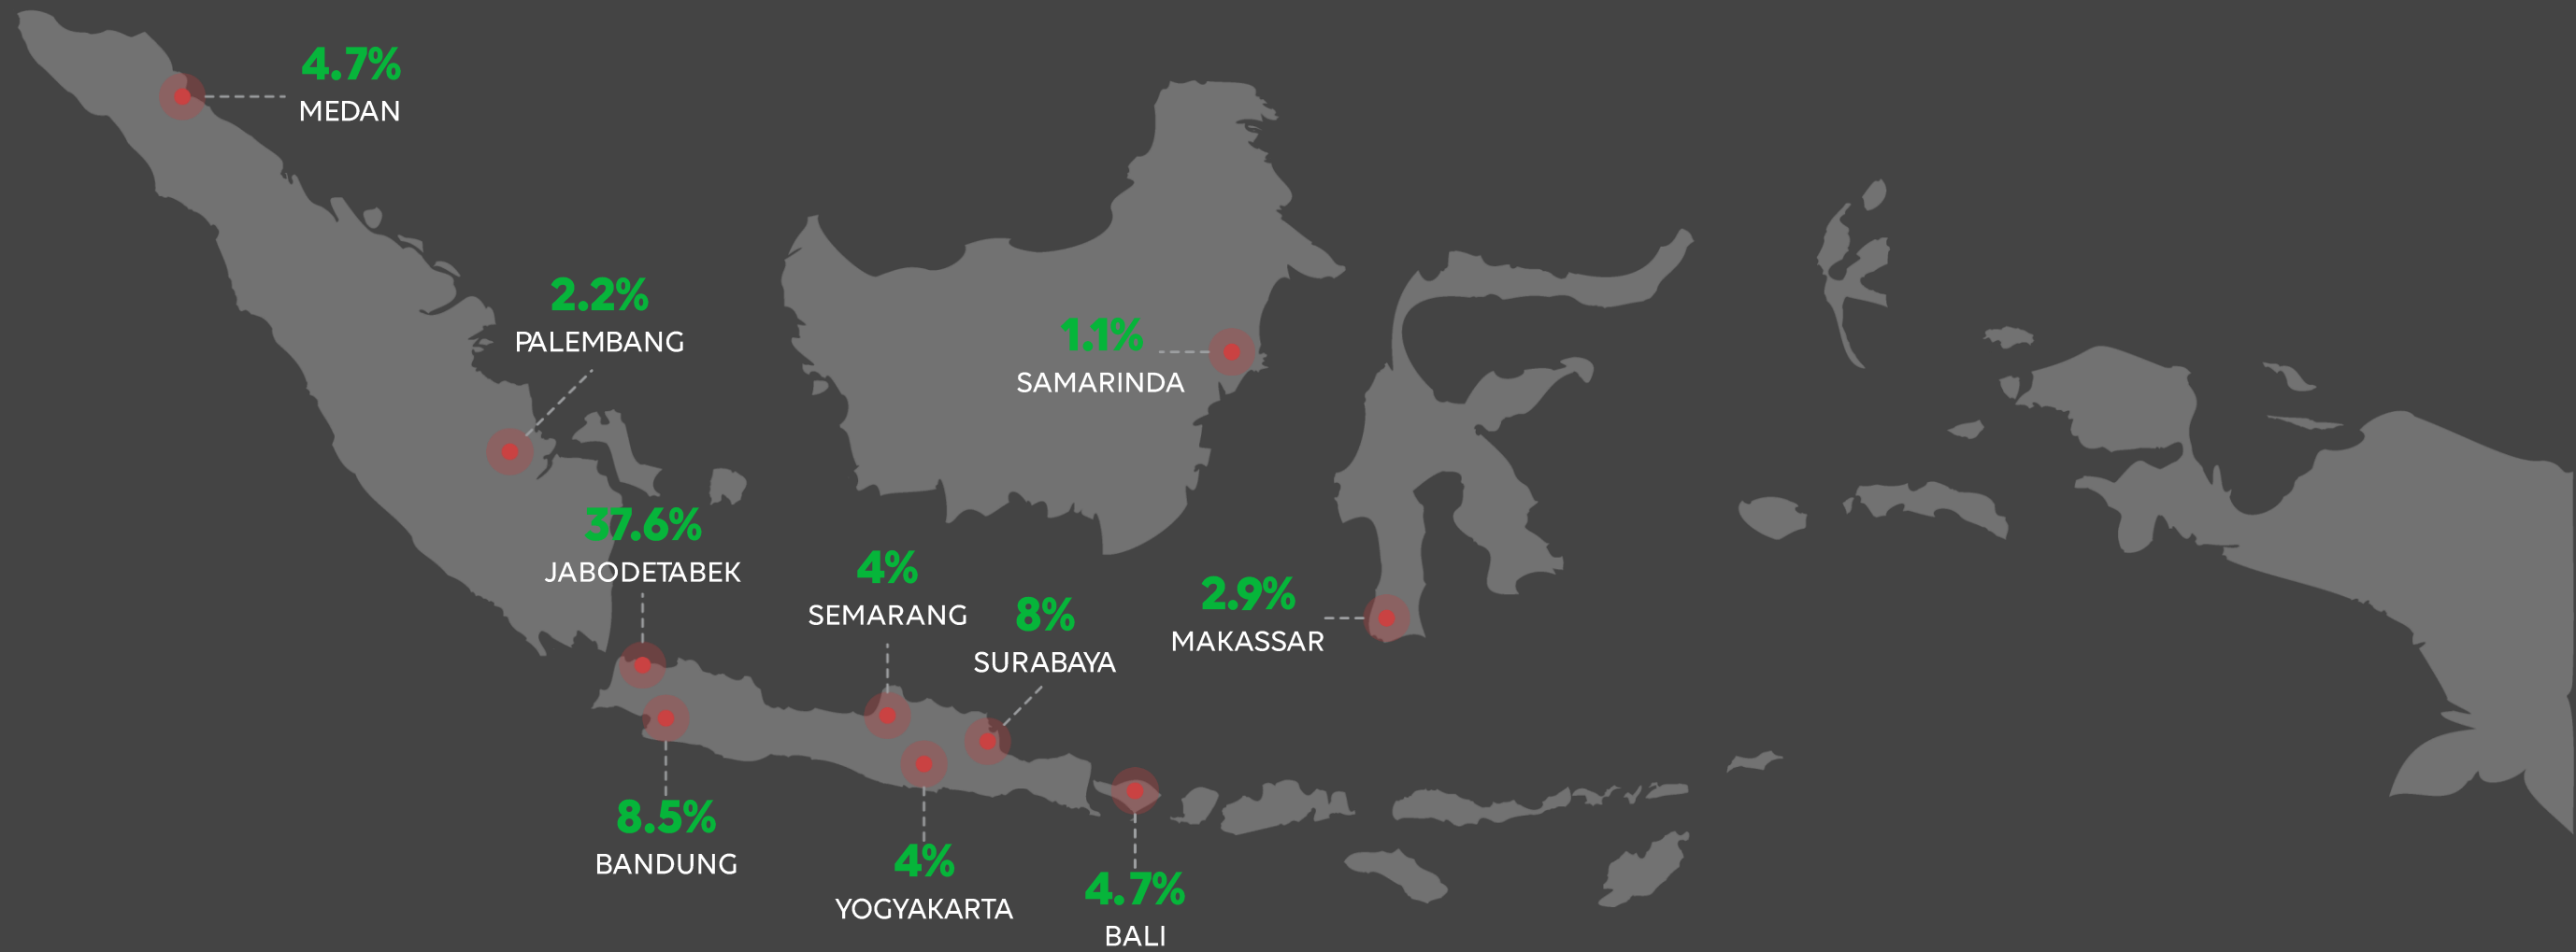 4.7%
MEDAN
2.2%
PALEMBANG
1.1%
SAMARINDA
37.6%
JABODETABEK
4%
SEMARANG
8%
SURABAYA
2.9%
MAKASSAR
8.5%
BANDUNG
4%
YOGYAKARTA
4.7%
BALI